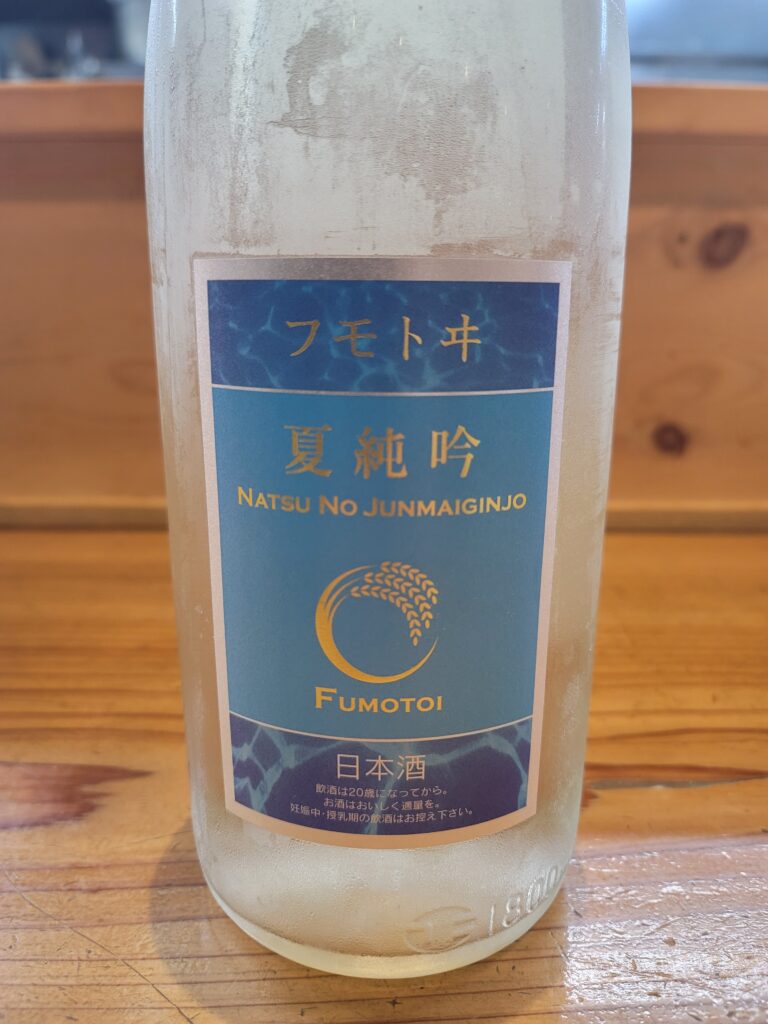 フモトヰ
夏純吟
NATSU NO JUNMAIGINJO
FUMOTOI
日本酒
飲酒は20歳になってから。
お酒はおいしく適量を。
妊娠中・授乳期の飲酒はお控え下さい。
1800